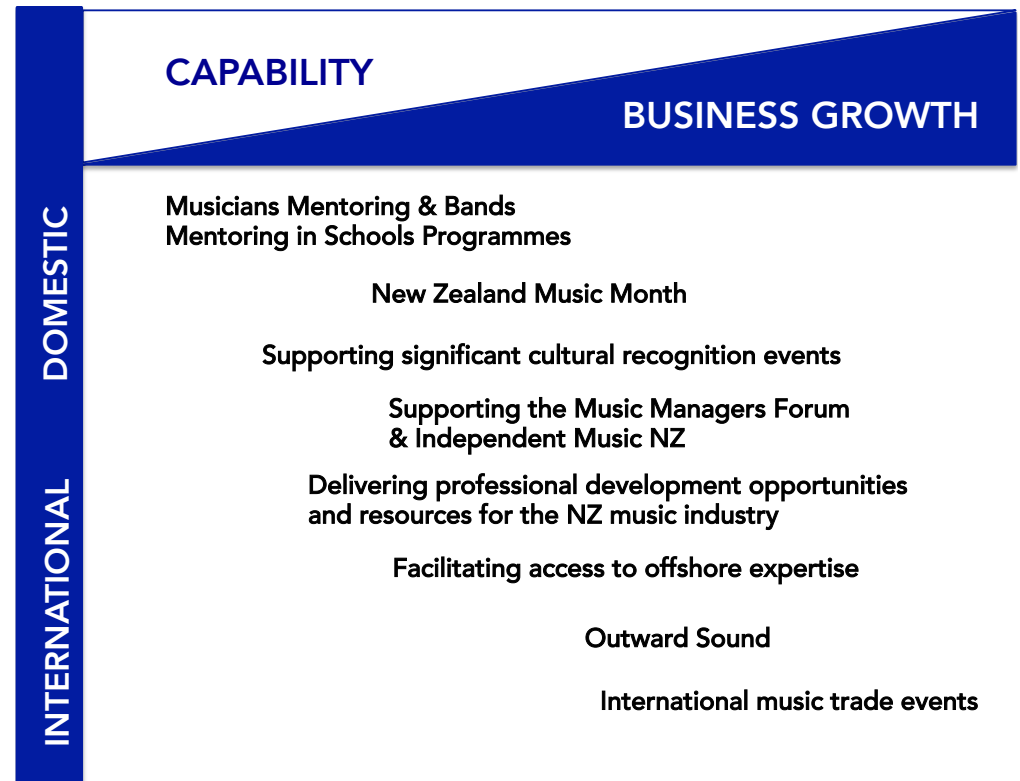 CAPABILITY
BUSINESS GROWTH
DOMESTIC
INTERNATIONAL
Musicians Mentoring & Bands
Mentoring in Schools Programmes
New Zealand Music Month
Supporting significant cultural recognition events
Supporting the Music Managers Forum
& Independent Music NZ
Delivering professional development opportunities
and resources for the NZ music industry
Facilitating access to offshore expertise
Outward Sound
International music trade events